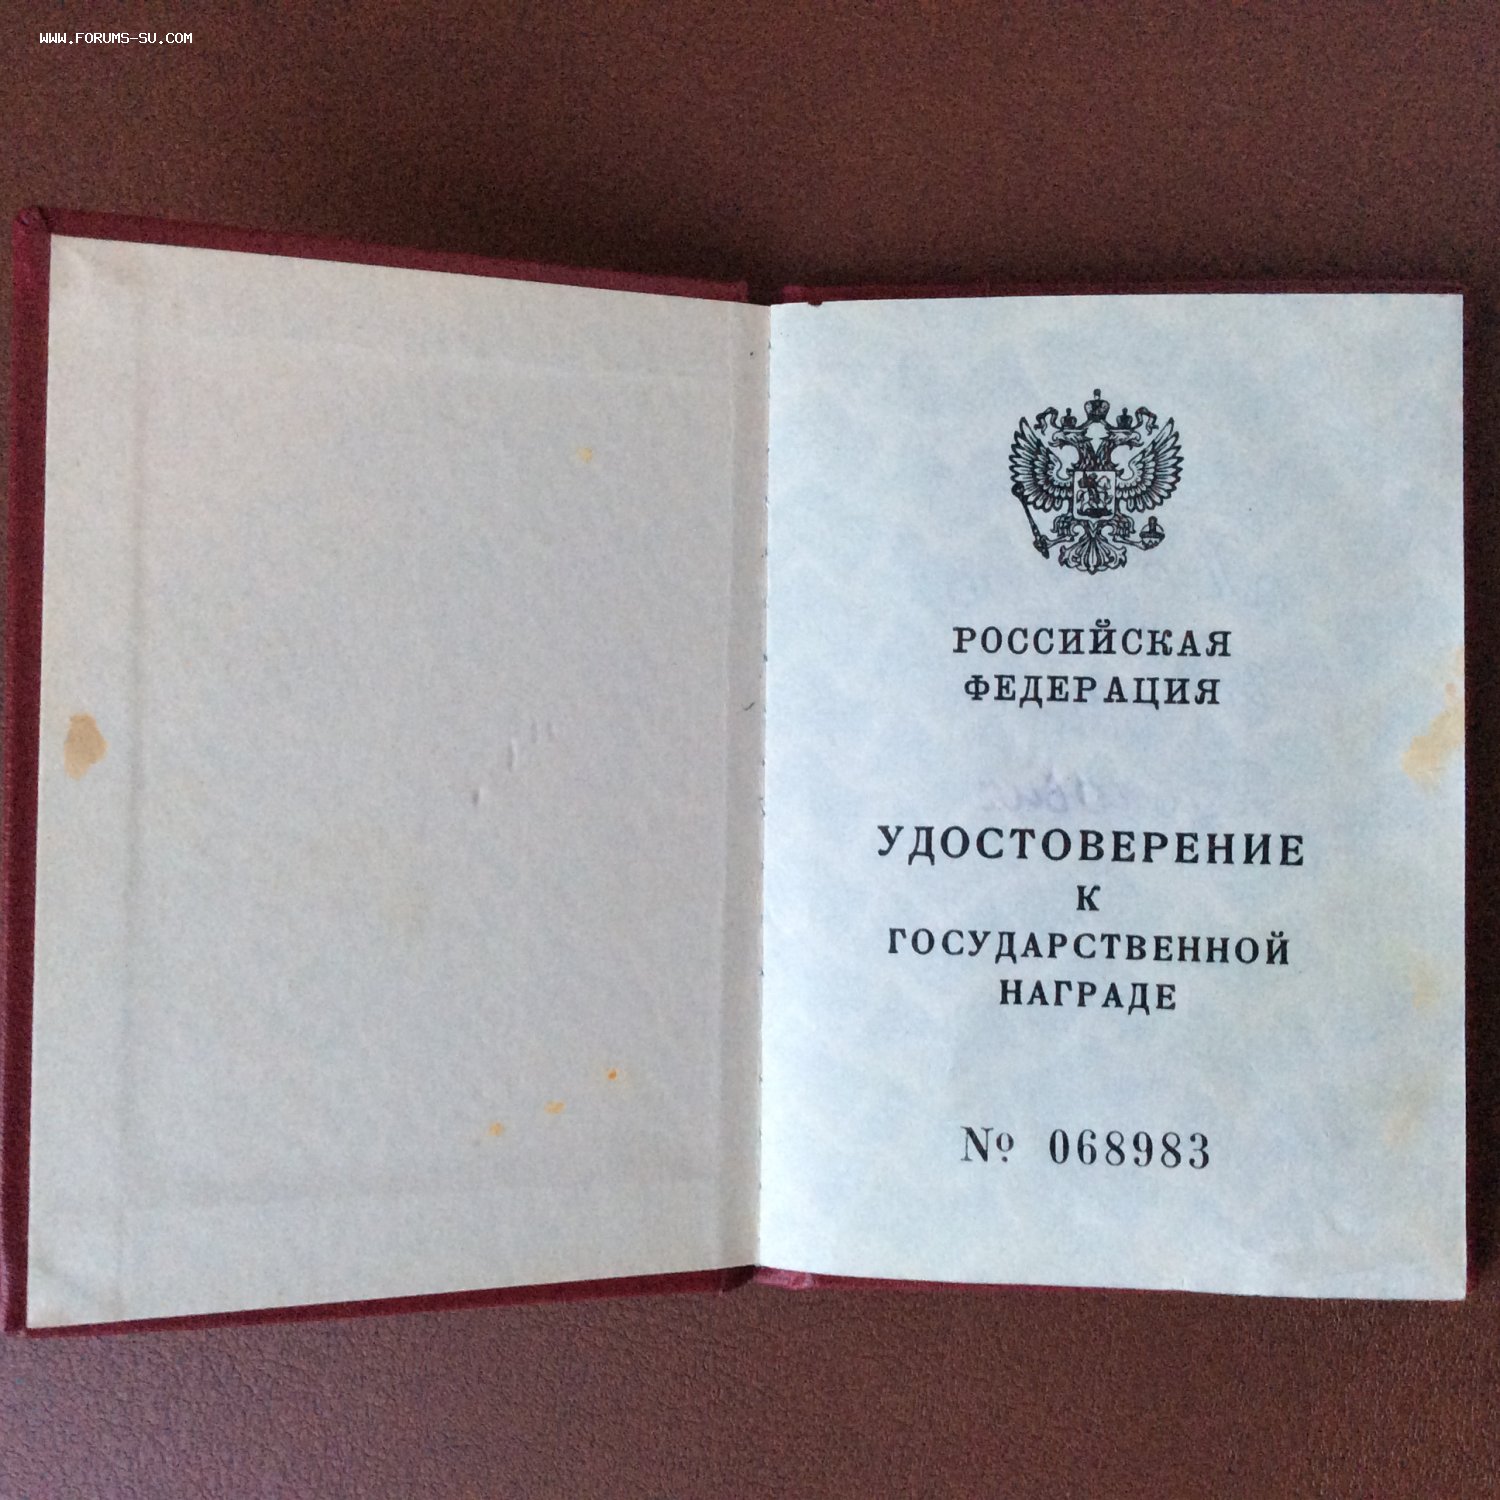 WWW.FORUMS-SU.COM
РОССИЙСКАЯ
ФЕДЕРАЦИЯ
УДОСТОВЕРЕНИЕ
К
ГОСУДАРСТВЕННОЙ
НАГРАДЕ
№ 068983